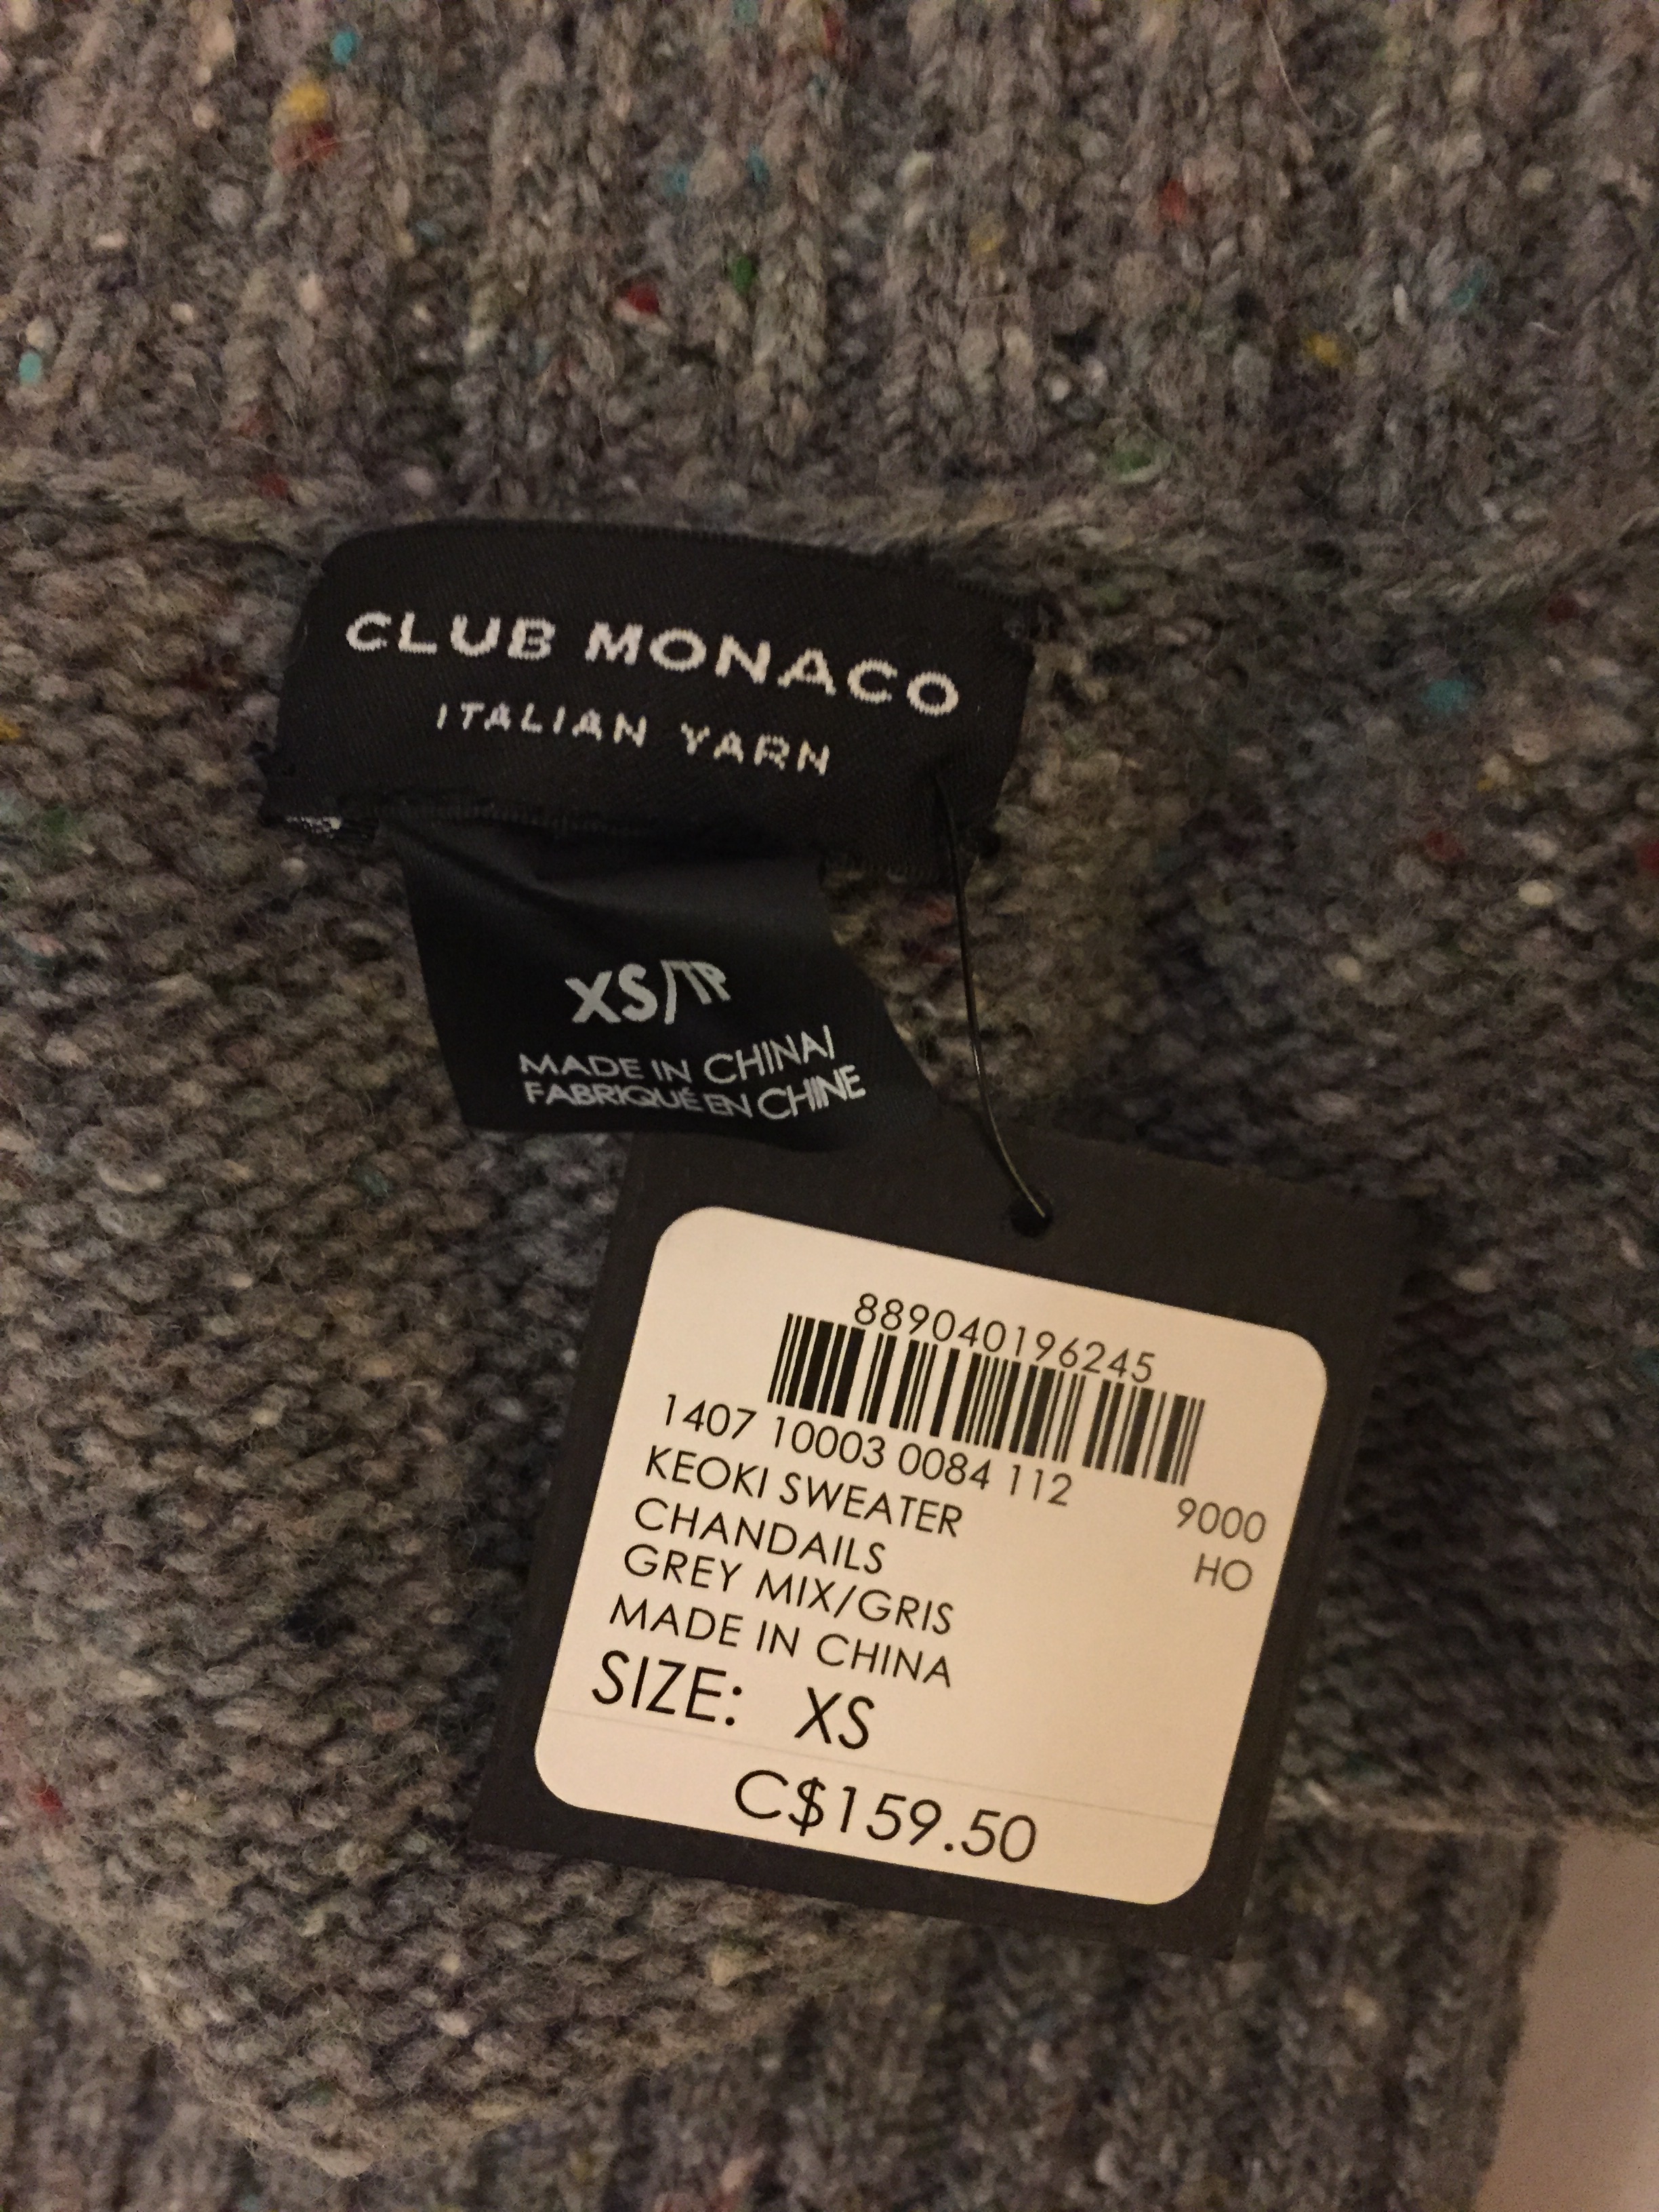 CLUB MONACO
ITALIAN YARN
XS/TP
MADE IN CHINA/
FABRIQUÉ EN CHINE
889040196245
1407 10003 0084 112
9000
KEOKI SWEATER
HO
CHANDAILS
GREY MIX/GRIS
MADE IN CHINA
SIZE: XS
C$159.50